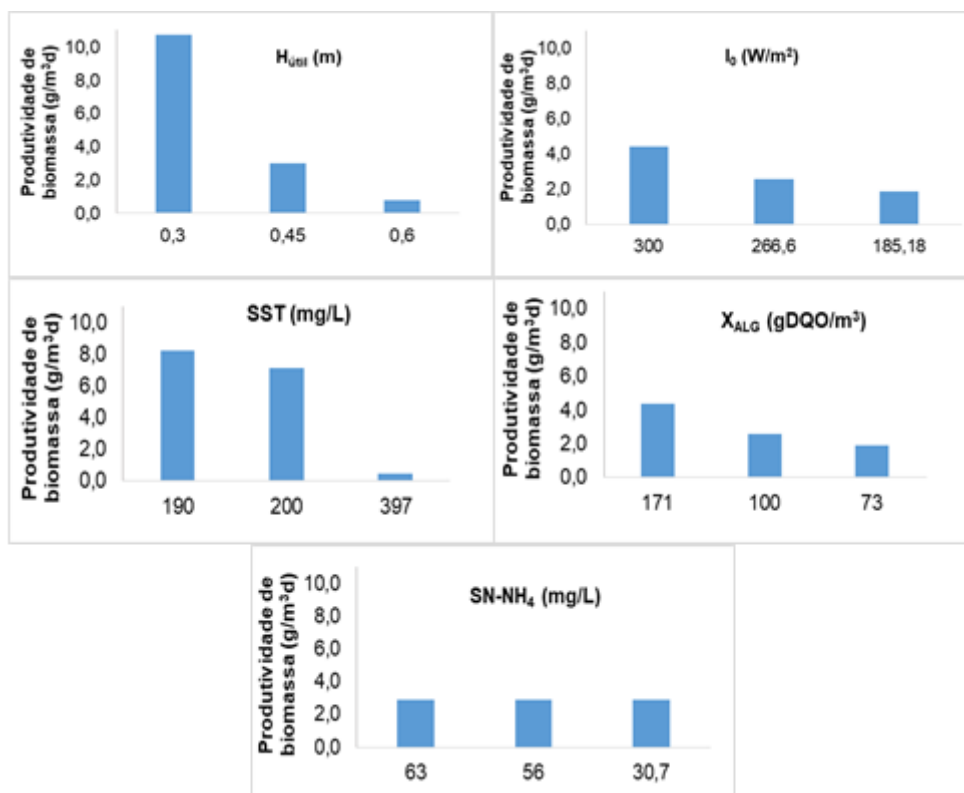 Produtividade de
biomassa (g/m³d)
10,0
8,0
6,0
4,0
2,0
0,0
H útil (m)
0,3 0,45 0,6
Produtividade de
biomassa (g/m³d)
10,0
8,0
6,0
4,0
2,0
0,0
I₀ (W/m²)
300 266,6 185,18
Produtividade de
biomassa (g/m³d)
10,0
8,0
6,0
4,0
2,0
0,0
SST (mg/L)
190 200 397
Produtividade de
biomassa (g/m³d)
10,0
8,0
6,0
4,0
2,0
0,0
X ALG (gDQO/m³)
171 100 73
Produtividade de
biomassa (g/m³d)
10,0
8,0
6,0
4,0
2,0
0,0
SN-NH₄ (mg/L)
63 56 30,7